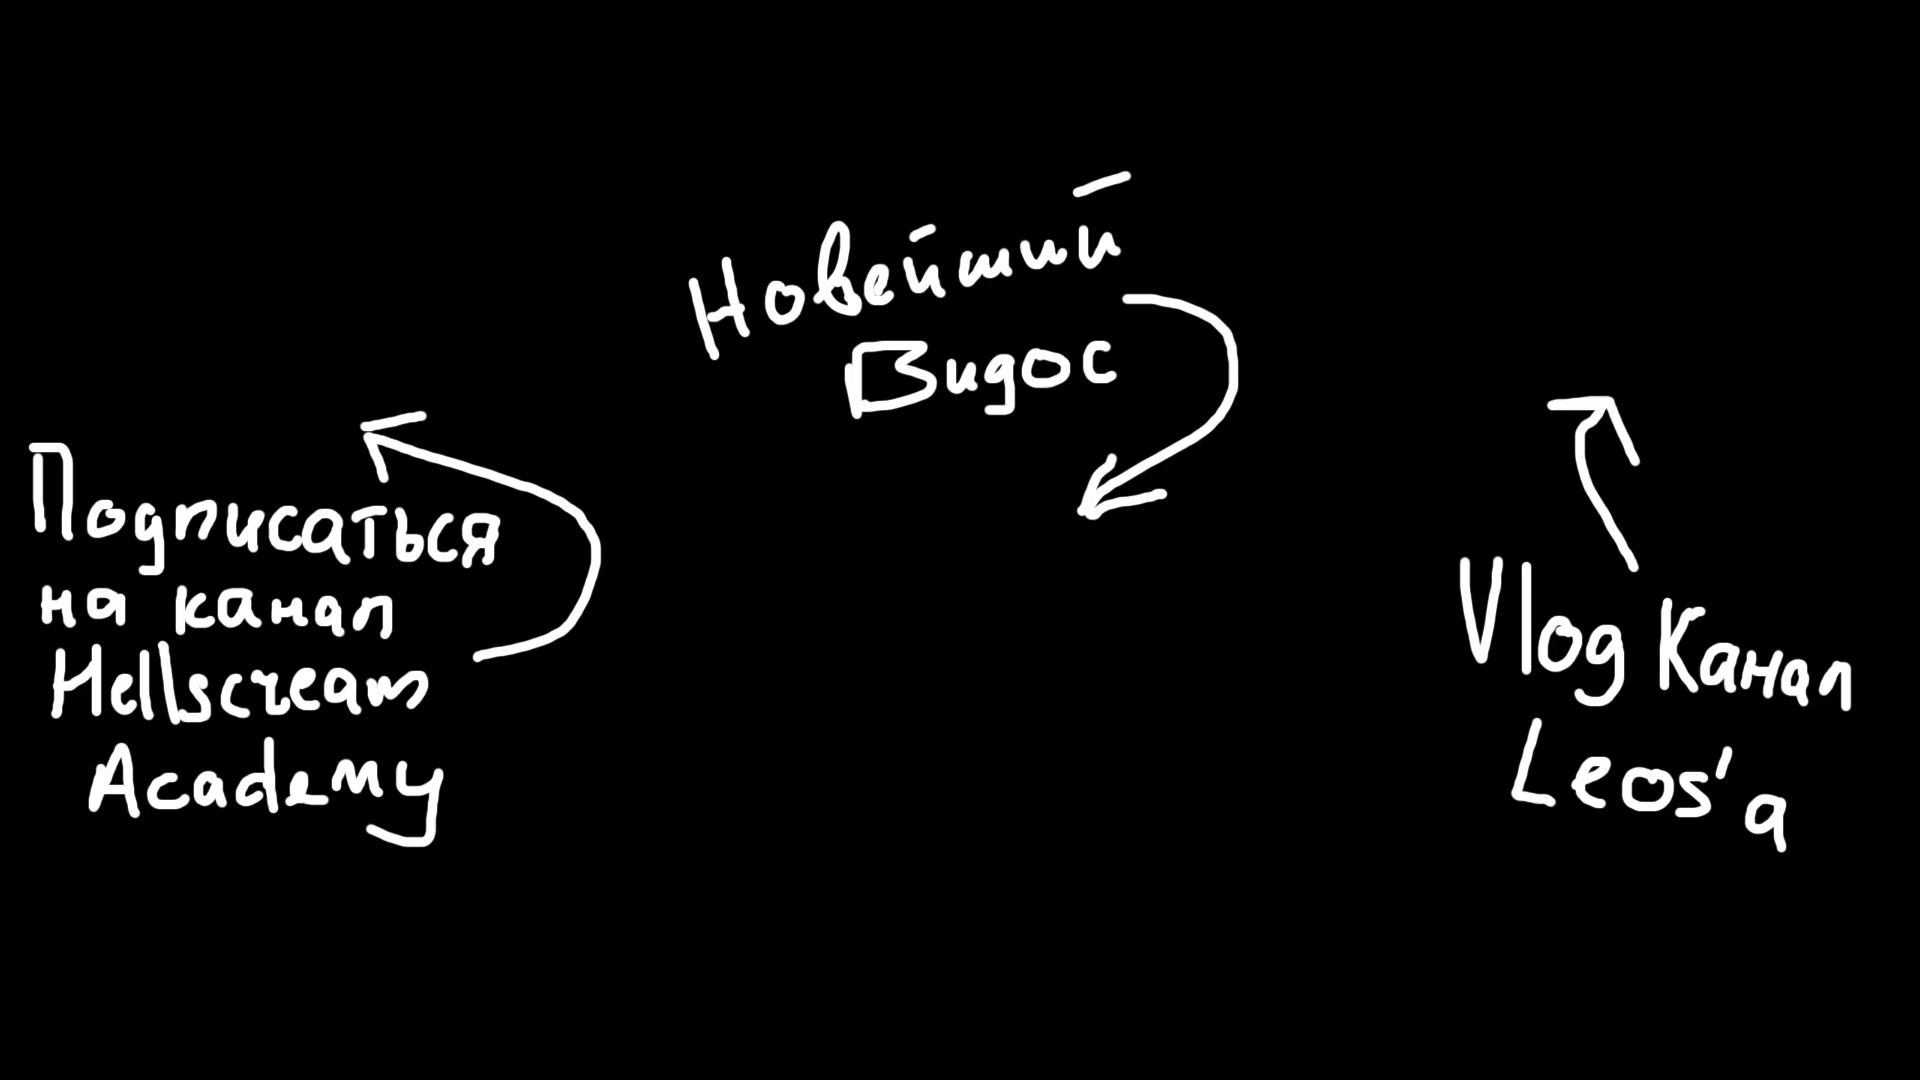 Новейший
Видос
Подписаться
на канал
Hellscream
Academy
Vlog Канал
Leos'a